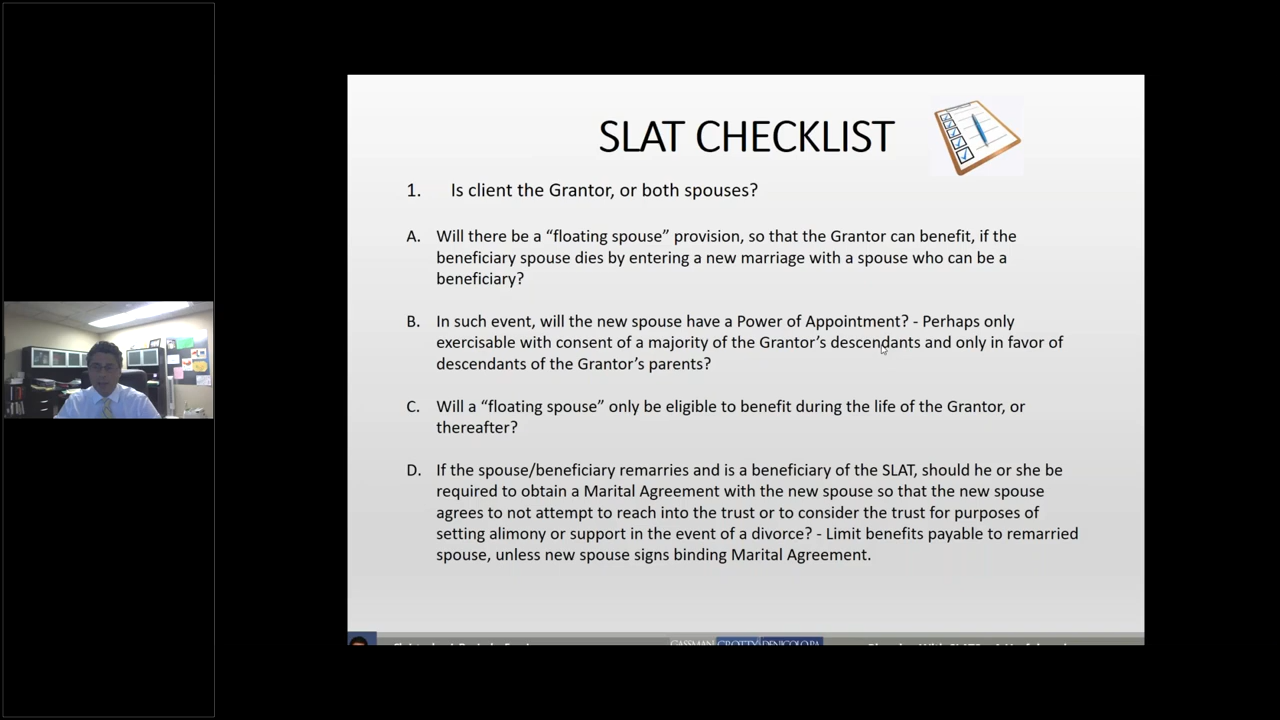 SLAT CHECKLIST
1. Is client the Grantor, or both spouses?
A. Will there be a “floating spouse” provision, so that the Grantor can benefit, if the
beneficiary spouse dies by entering a new marriage with a spouse who can be a
beneficiary?
B. In such event, will the new spouse have a Power of Appointment? - Perhaps only
exercisable with consent of a majority of the Grantor’s descendants and only in favor of
descendants of the Grantor’s parents?
C. Will a “floating spouse” only be eligible to benefit during the life of the Grantor, or
thereafter?
D. If the spouse/beneficiary remarries and is a beneficiary of the SLAT, should he or she be
required to obtain a Marital Agreement with the new spouse so that the new spouse
agrees to not attempt to reach into the trust or to consider the trust for purposes of
setting alimony or support in the event of a divorce? - Limit benefits payable to remarried
spouse, unless new spouse signs binding Marital Agreement.
GASSMAN CROTTY DENICOLO PA